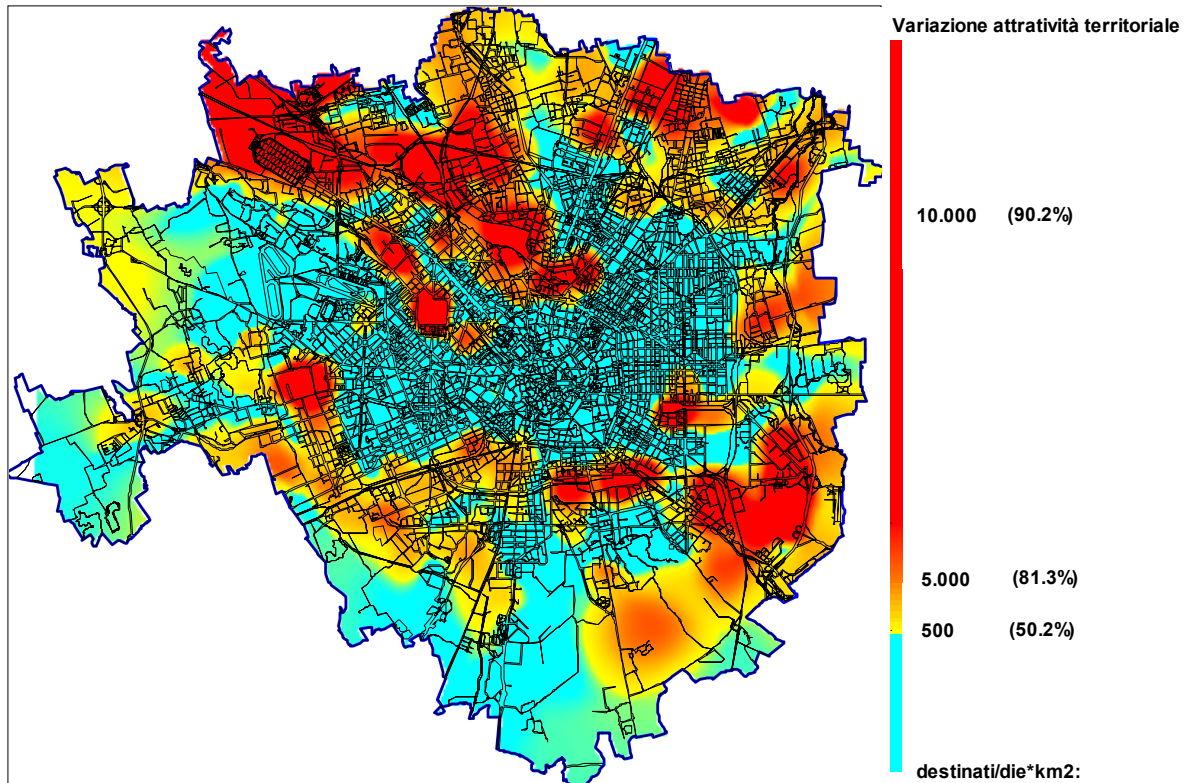 Variazione attratività territoriale
10.000 (90.2%)
5.000 (81.3%)
500 (50.2%)
destinati/die*km2: